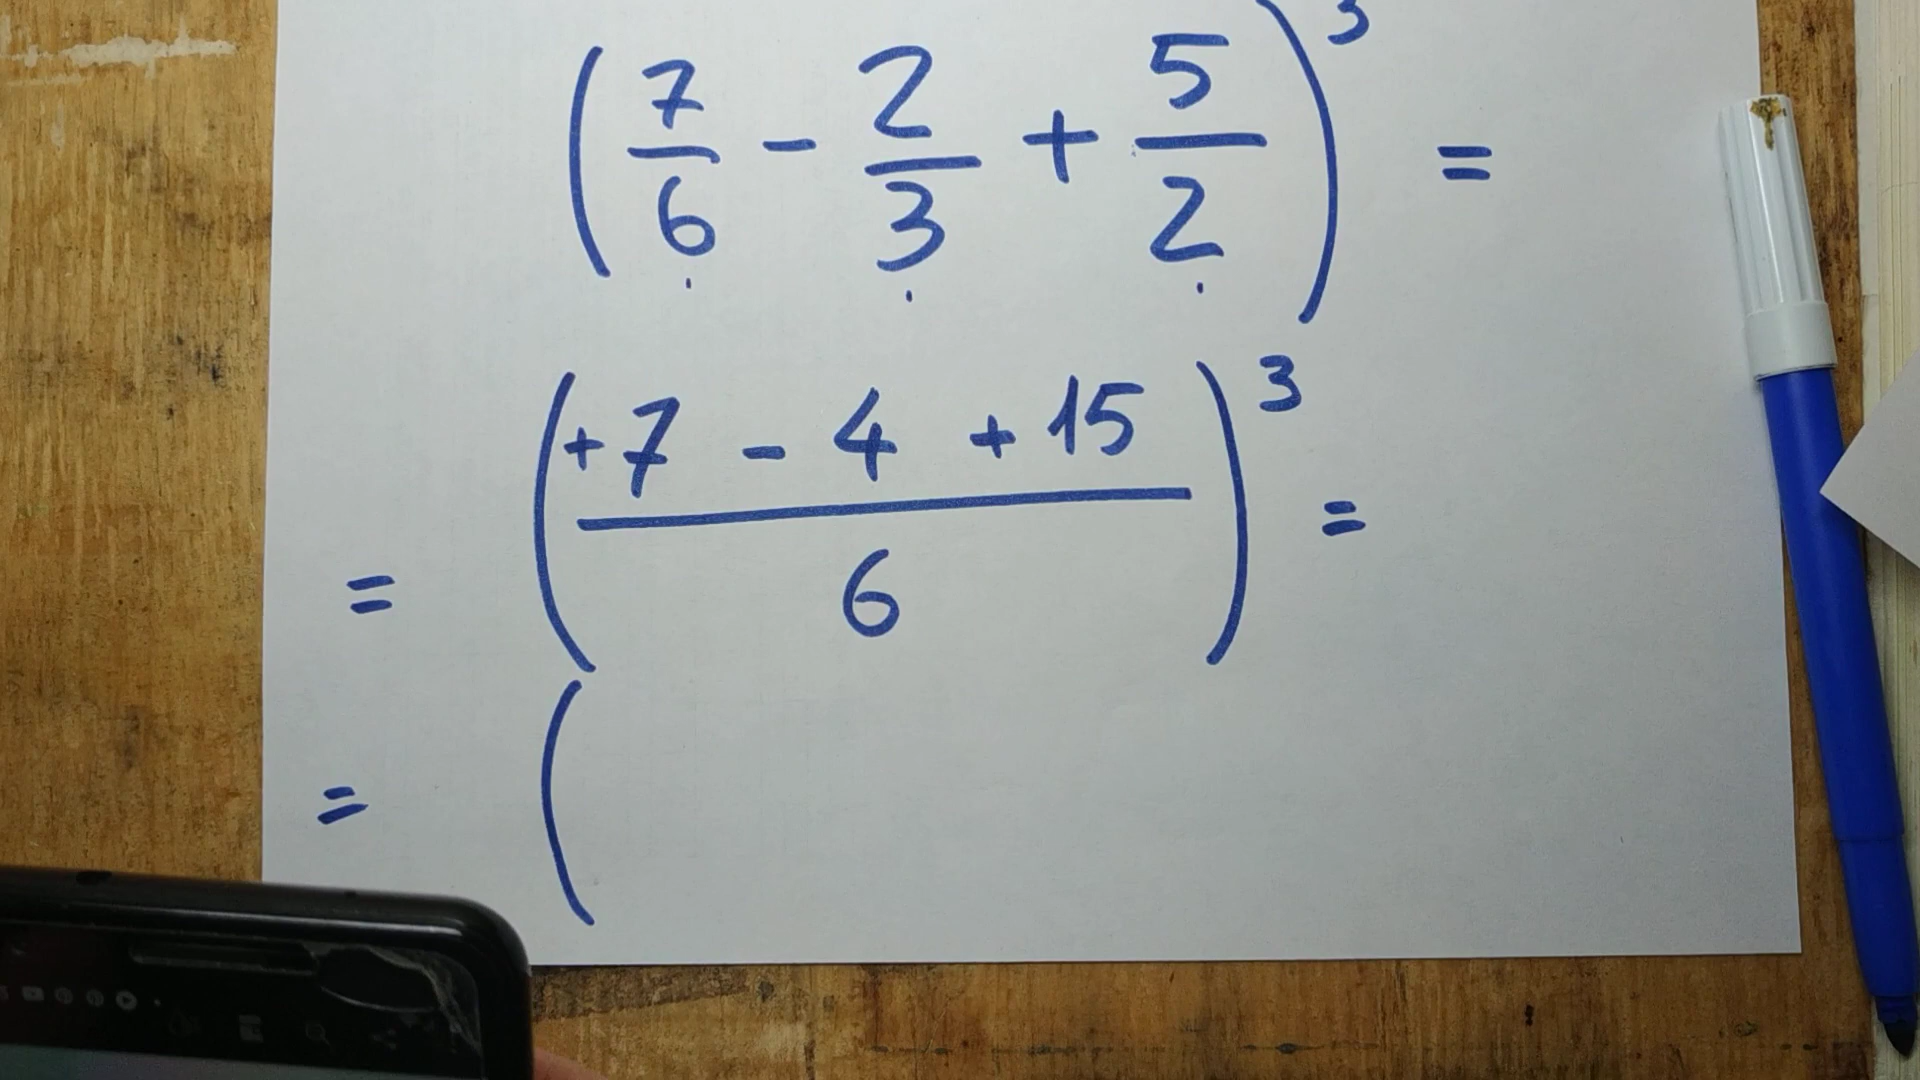 (7/6 - 2/3 + 5/2)³ =
= (+7 - 4 + 15 / 6)³ =
= (